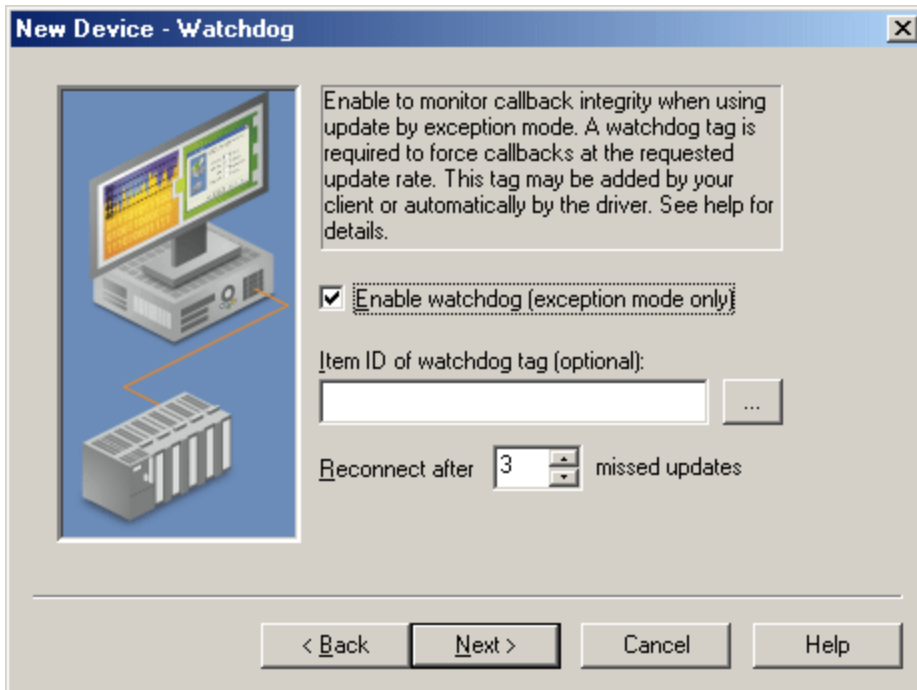 New Device - Watchdog
Enable to monitor callback integrity when using
update by exception mode. A watchdog tag is
required to force callbacks at the requested
update rate. This tag may be added by your
client or automatically by the driver. See help for
details.
Enable watchdog (exception mode only)
Item ID of watchdog tag (optional):
...
Reconnect after 3 missed updates
< Back Next > Cancel Help